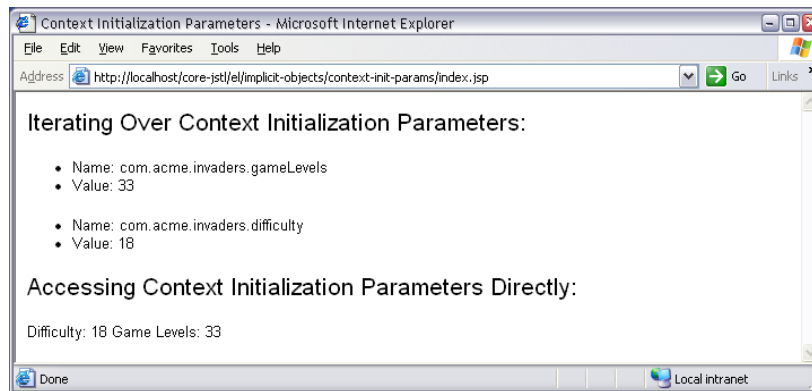 Context Initialization Parameters - Microsoft Internet Explorer
File Edit View Favorites Tools Help
Address http://localhost/core-jstl/el/implicit-objects/context-init-params/index.jsp Go Links
Iterating Over Context Initialization Parameters:
• Name: com.acme.invaders.gameLevels
• Value: 33
• Name: com.acme.invaders.difficulty
• Value: 18
Accessing Context Initialization Parameters Directly:
Difficulty: 18 Game Levels: 33
Done Local intranet